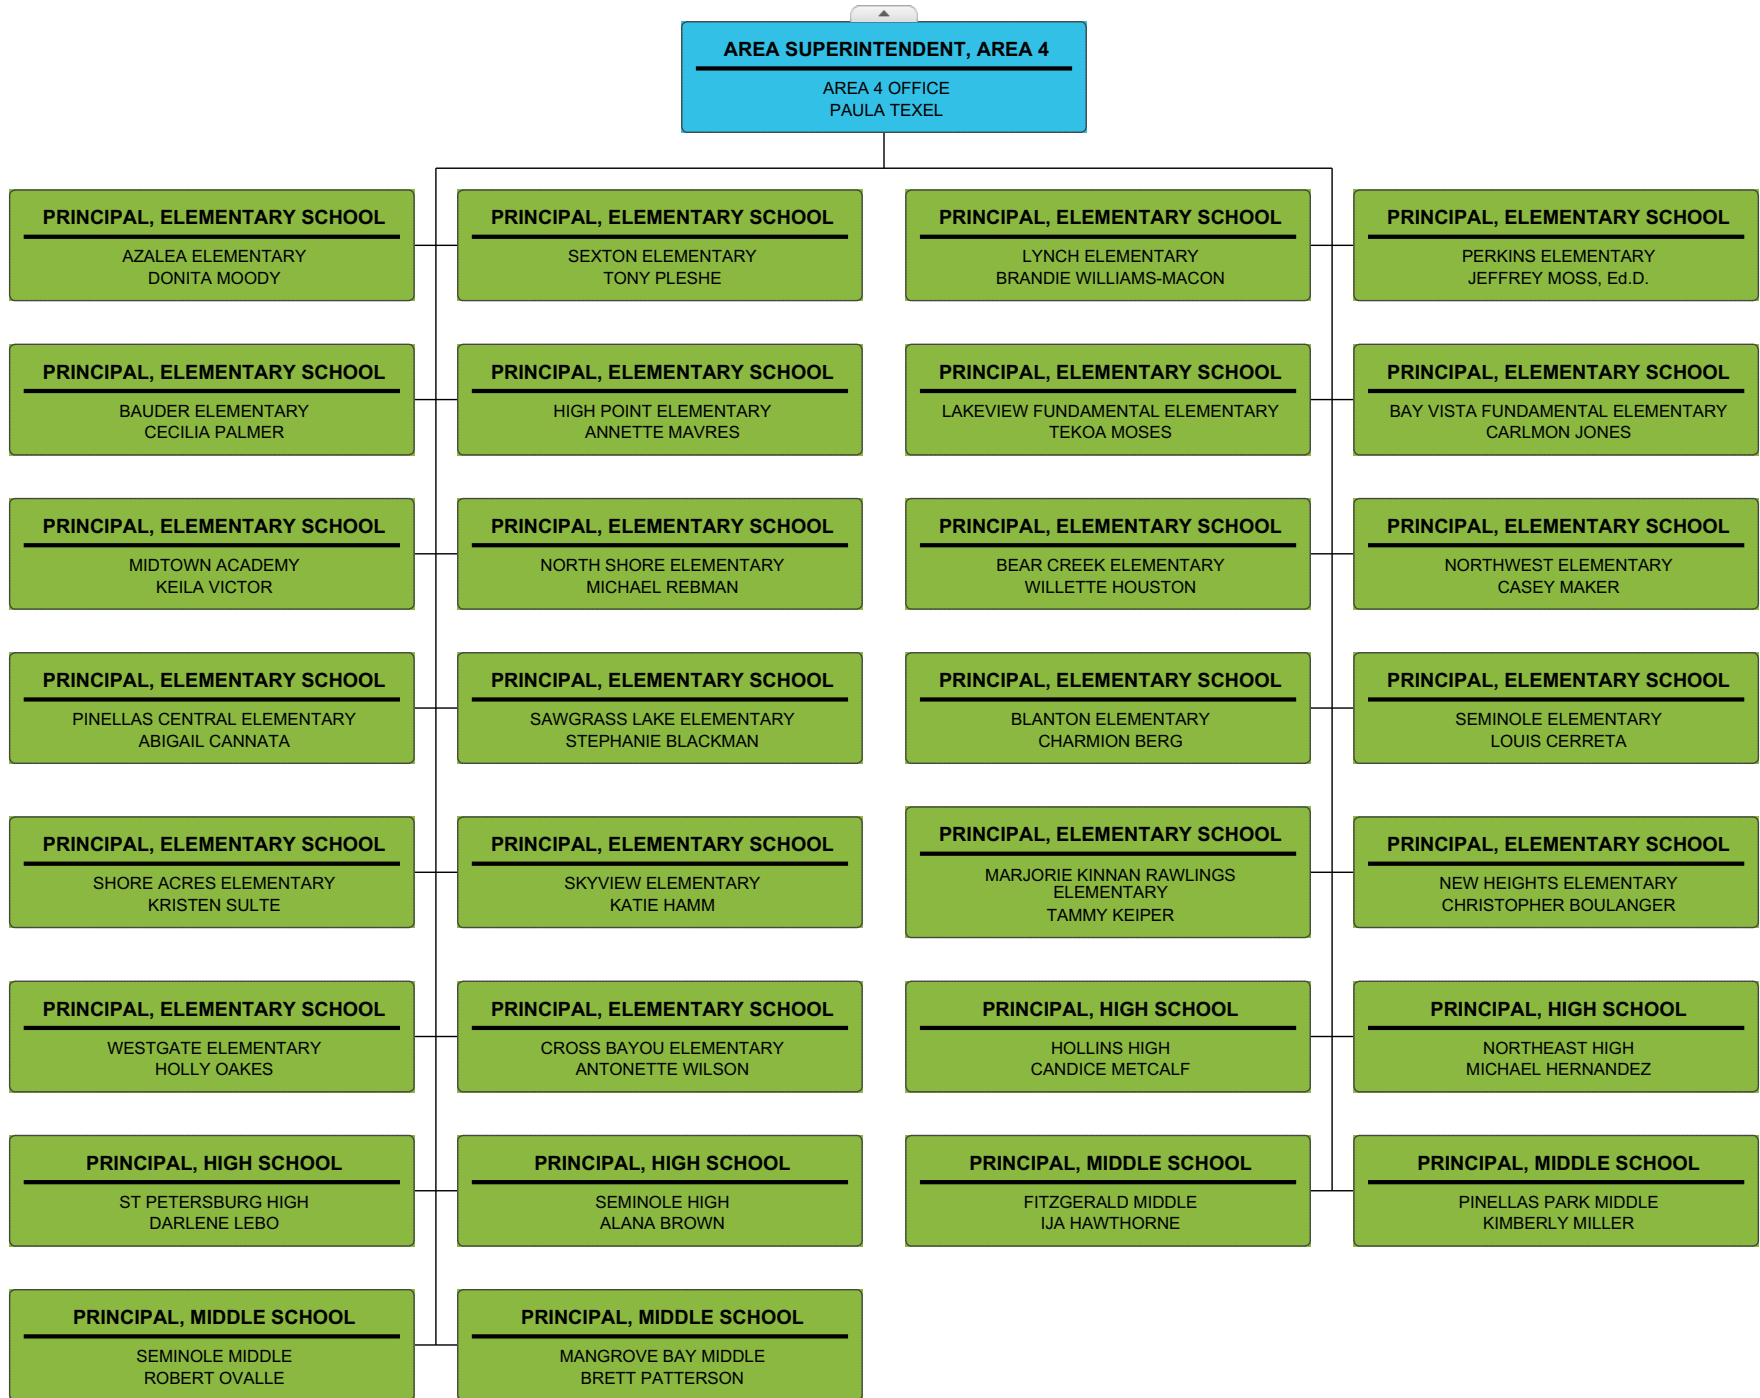 AREA SUPERINTENDENT, AREA 4
AREA 4 OFFICE
PAULA TEXEL
PRINCIPAL, ELEMENTARY SCHOOL
AZALEA ELEMENTARY
DONITA MOODY
PRINCIPAL, ELEMENTARY SCHOOL
SEXTON ELEMENTARY
TONY PLESHE
PRINCIPAL, ELEMENTARY SCHOOL
LYNCH ELEMENTARY
BRANDIE WILLIAMS-MACON
PRINCIPAL, ELEMENTARY SCHOOL
PERKINS ELEMENTARY
JEFFREY MOSS, Ed.D.
PRINCIPAL, ELEMENTARY SCHOOL
BAUDER ELEMENTARY
CECILIA PALMER
PRINCIPAL, ELEMENTARY SCHOOL
HIGH POINT ELEMENTARY
ANNETTE MAVRES
PRINCIPAL, ELEMENTARY SCHOOL
LAKEVIEW FUNDAMENTAL ELEMENTARY
TEKOA MOSES
PRINCIPAL, ELEMENTARY SCHOOL
BAY VISTA FUNDAMENTAL ELEMENTARY
CARLMON JONES
PRINCIPAL, ELEMENTARY SCHOOL
MIDTOWN ACADEMY
KEILA VICTOR
PRINCIPAL, ELEMENTARY SCHOOL
NORTH SHORE ELEMENTARY
MICHAEL REBMAN
PRINCIPAL, ELEMENTARY SCHOOL
BEAR CREEK ELEMENTARY
WILLETTE HOUSTON
PRINCIPAL, ELEMENTARY SCHOOL
NORTHWEST ELEMENTARY
CASEY MAKER
PRINCIPAL, ELEMENTARY SCHOOL
PINELLAS CENTRAL ELEMENTARY
ABIGAIL CANNATA
PRINCIPAL, ELEMENTARY SCHOOL
SAWGRASS LAKE ELEMENTARY
STEPHANIE BLACKMAN
PRINCIPAL, ELEMENTARY SCHOOL
BLANTON ELEMENTARY
CHARMION BERG
PRINCIPAL, ELEMENTARY SCHOOL
SEMINOLE ELEMENTARY
LOUIS CERRETA
PRINCIPAL, ELEMENTARY SCHOOL
SHORE ACRES ELEMENTARY
KRISTEN SULTE
PRINCIPAL, ELEMENTARY SCHOOL
SKYVIEW ELEMENTARY
KATIE HAMM
PRINCIPAL, ELEMENTARY SCHOOL
MARJORIE KINNAN RAWLINGS
ELEMENTARY
TAMMY KEIPER
PRINCIPAL, ELEMENTARY SCHOOL
NEW HEIGHTS ELEMENTARY
CHRISTOPHER BOULANGER
PRINCIPAL, ELEMENTARY SCHOOL
WESTGATE ELEMENTARY
HOLLY OAKES
PRINCIPAL, ELEMENTARY SCHOOL
CROSS BAYOU ELEMENTARY
ANTONETTE WILSON
PRINCIPAL, HIGH SCHOOL
HOLLINS HIGH
CANDICE METCALF
PRINCIPAL, HIGH SCHOOL
NORTHEAST HIGH
MICHAEL HERNANDEZ
PRINCIPAL, HIGH SCHOOL
ST PETERSBURG HIGH
DARLENE LEBO
PRINCIPAL, HIGH SCHOOL
SEMINOLE HIGH
ALANA BROWN
PRINCIPAL, MIDDLE SCHOOL
FITZGERALD MIDDLE
IJA HAWTHORNE
PRINCIPAL, MIDDLE SCHOOL
PINELLAS PARK MIDDLE
KIMBERLY MILLER
PRINCIPAL, MIDDLE SCHOOL
SEMINOLE MIDDLE
ROBERT OVALLE
PRINCIPAL, MIDDLE SCHOOL
MANGROVE BAY MIDDLE
BRETT PATTERSON